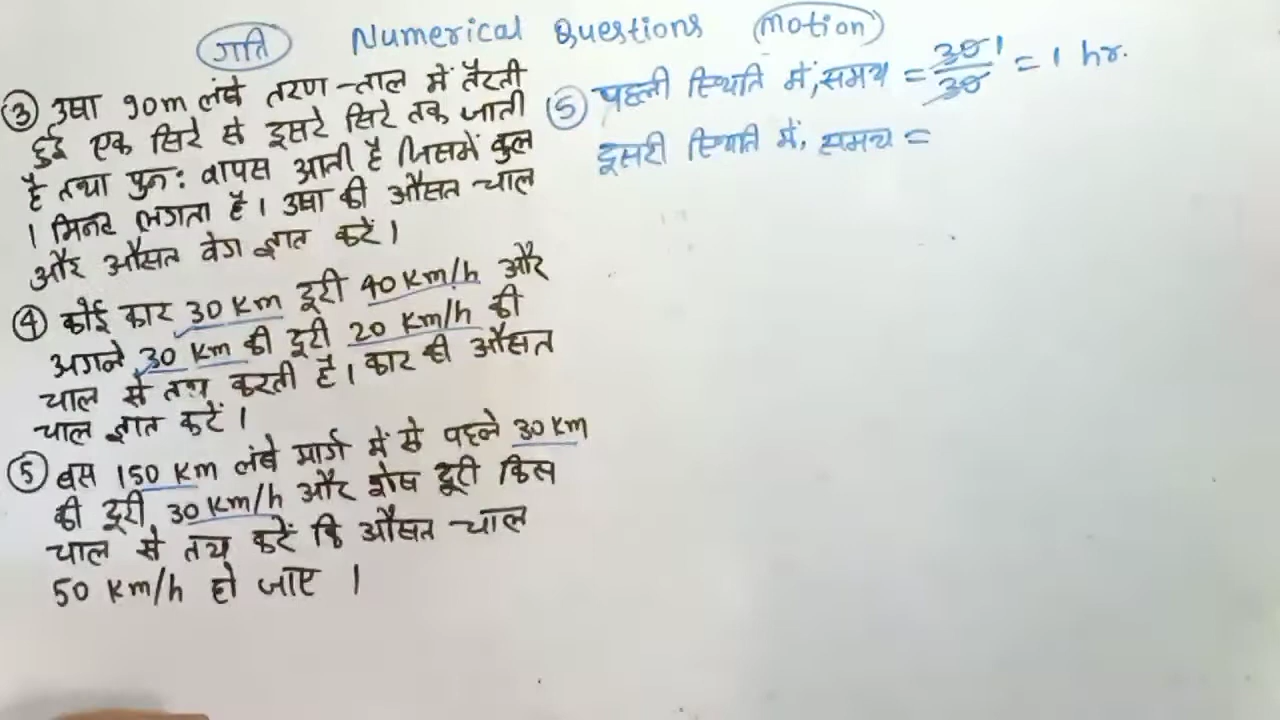 गति Numerical Questions (Motion)
③ उषा 90m लंबे तरण-ताल में तैरती
हुई एक सिरे से दूसरे सिरे तक जाती
है तथा पुन: वापस आती है जिसमें कुल
1 मिनट लगता है। उषा की औसत चाल
और औसत वेग ज्ञात करें।
④ कोई कार 30 Km दूरी 40 Km/h और
अगले 30 Km की दूरी 20 Km/h की
चाल से तय करती है। कार की औसत
चाल ज्ञात करें।
⑤ बस 150 Km लंबे मार्ग में से पहले 30 Km
की दूरी 30 Km/h और शेष दूरी किस
चाल से तय करें कि औसत चाल
50 Km/h हो जाए ।
⑤ पहली स्थिति में, समय = 30/30 1 = 1 hr.
दूसरी स्थिति में, समय =